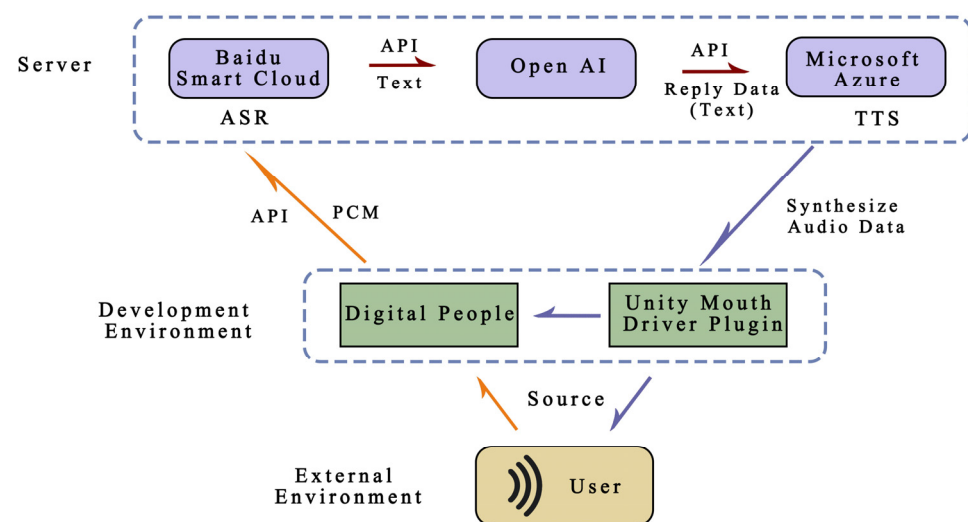 Server
Baidu
Smart Cloud
ASR
API
Text
Open AI
API
Reply Data
(Text)
Microsoft
Azure
TTS
API
PCM
Synthesize
Audio Data
Development
Environment
Digital People
Unity Mouth
Driver Plugin
Source
External
Environment
User